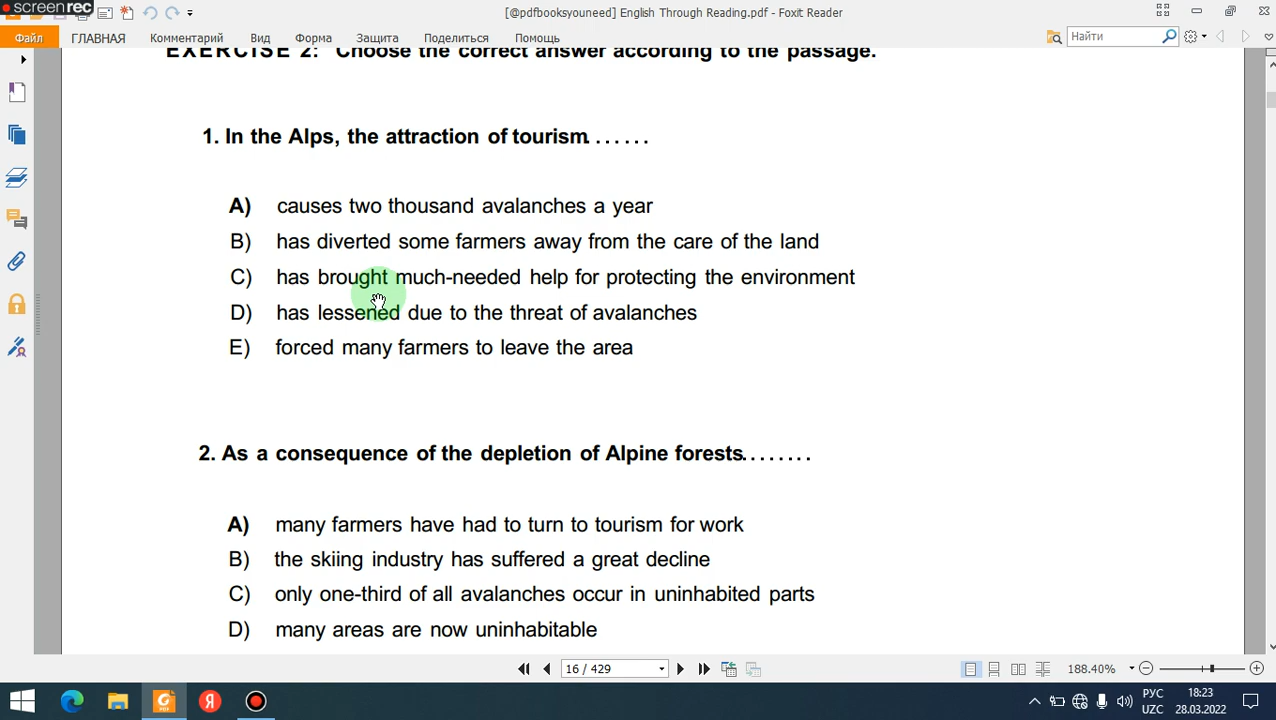 screenrec
[@pdfbooksyouneed] English Through Reading.pdf - Foxit Reader
Файл ГЛАВНАЯ Комментарий Вид Форма Защита Поделиться Помощь Найти
EXERCISE 2: Choose the correct answer according to the passage.
1. In the Alps, the attraction of tourism. . . . . . .
A) causes two thousand avalanches a year
B) has diverted some farmers away from the care of the land
C) has brought much-needed help for protecting the environment
D) has lessened due to the threat of avalanches
E) forced many farmers to leave the area
2. As a consequence of the depletion of Alpine forests. . . . . . . .
A) many farmers have had to turn to tourism for work
B) the skiing industry has suffered a great decline
C) only one-third of all avalanches occur in uninhabited parts
D) many areas are now uninhabitable
16 / 429 188.40%
РУС 18:23
UZC 28.03.2022